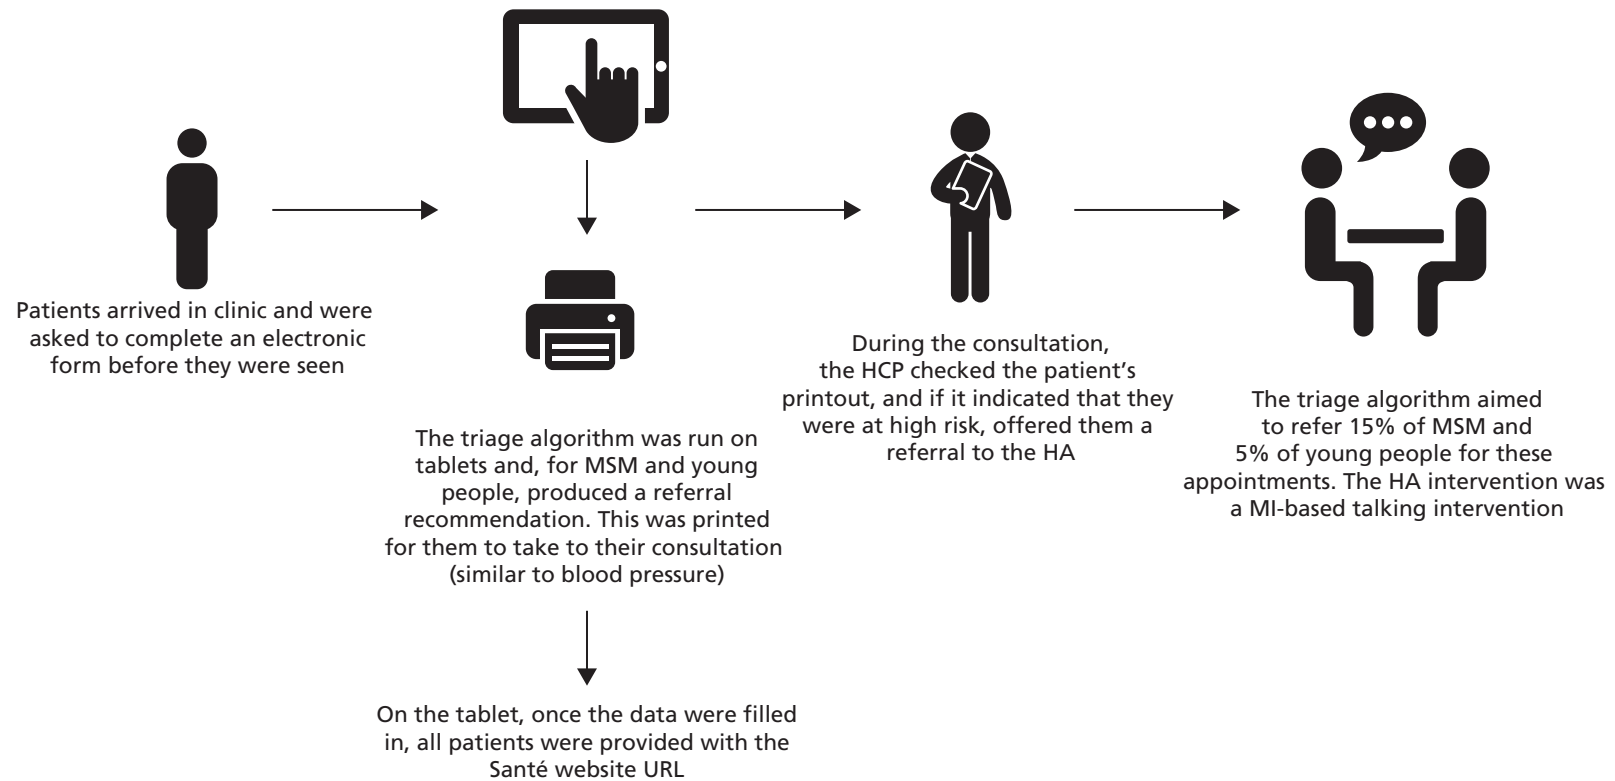 Patients arrived in clinic and were
asked to complete an electronic
form before they were seen
The triage algorithm was run on
tablets and, for MSM and young
people, produced a referral
recommendation. This was printed
for them to take to their consultation
(similar to blood pressure)
On the tablet, once the data were filled
in, all patients were provided with the
Santé website URL
During the consultation,
the HCP checked the patient’s
printout, and if it indicated that they
were at high risk, offered them a
referral to the HA
The triage algorithm aimed
to refer 15% of MSM and
5% of young people for these
appointments. The HA intervention was
a MI-based talking intervention